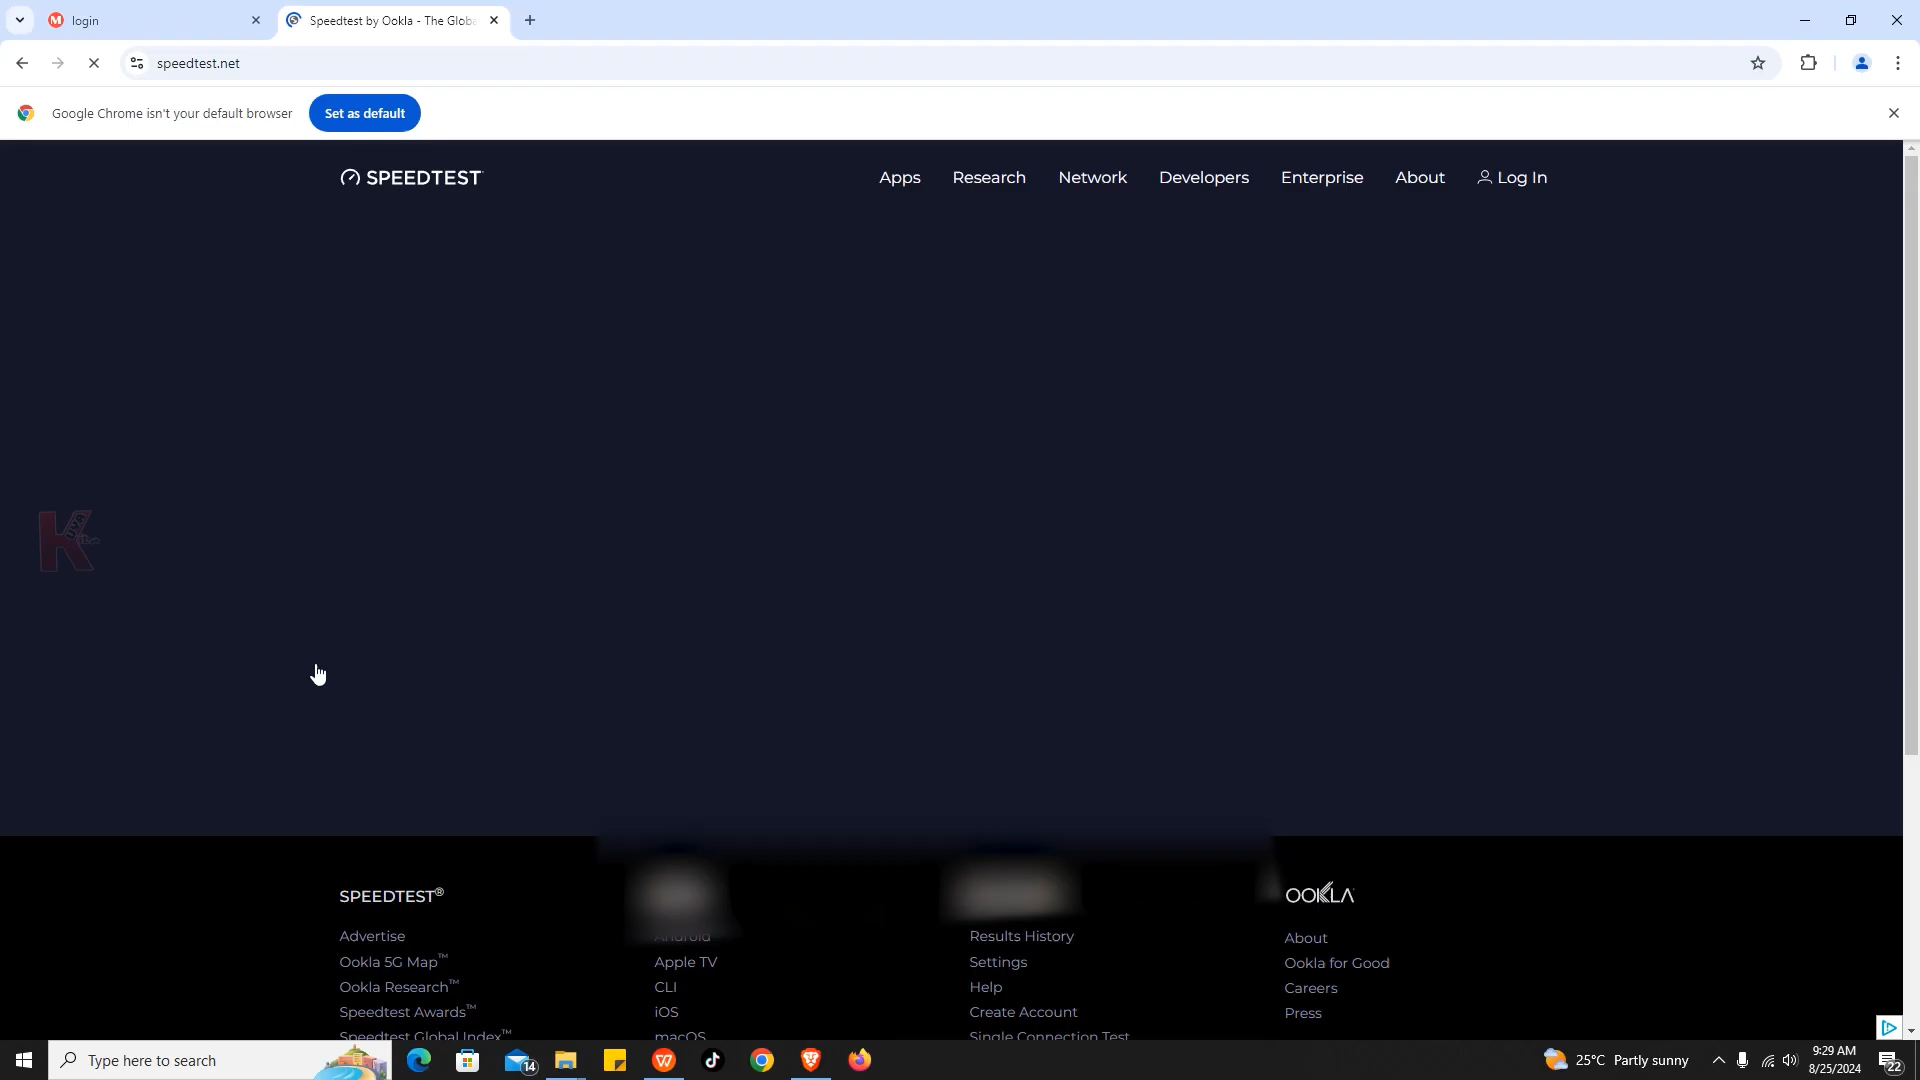 login
Speedtest by Ookla - The Globa
speedtest.net
Google Chrome isn't your default browser
Set as default
SPEEDTEST
Apps
Research
Network
Developers
Enterprise
About
Log In
K
SPEEDTEST®
Advertise
Ookla 5G Map™
Ookla Research™
Speedtest Awards™
Speedtest Global Index™
Android
Apple TV
CLI
iOS
macOS
Results History
Settings
Help
Create Account
Single Connection Test
OOKLA
About
Ookla for Good
Careers
Press
Type here to search
14
25°C Partly sunny
9:29 AM
8/25/2024
22